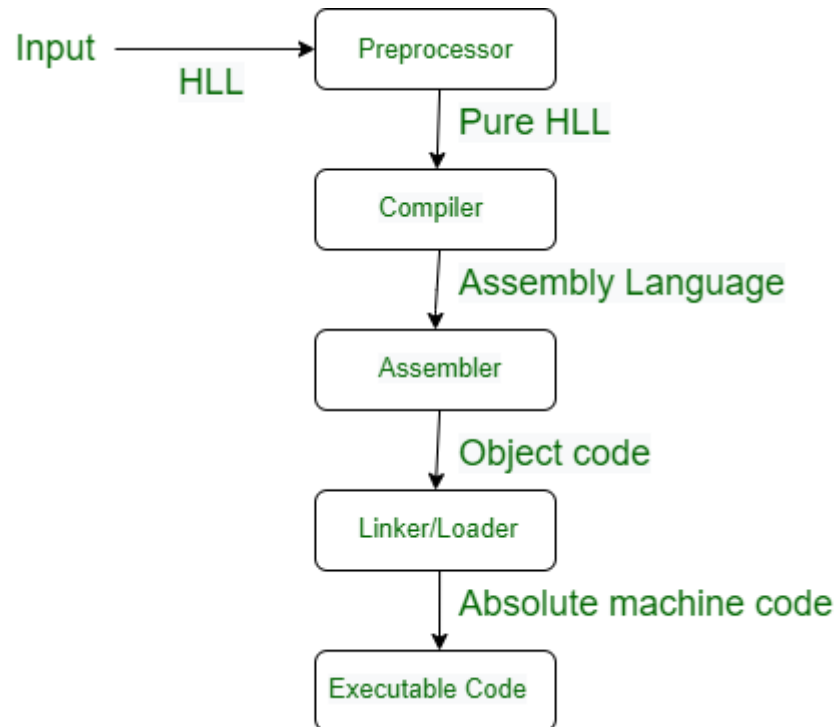 Input
HLL
Preprocessor
Pure HLL
Compiler
Assembly Language
Assembler
Object code
Linker/Loader
Absolute machine code
Executable Code